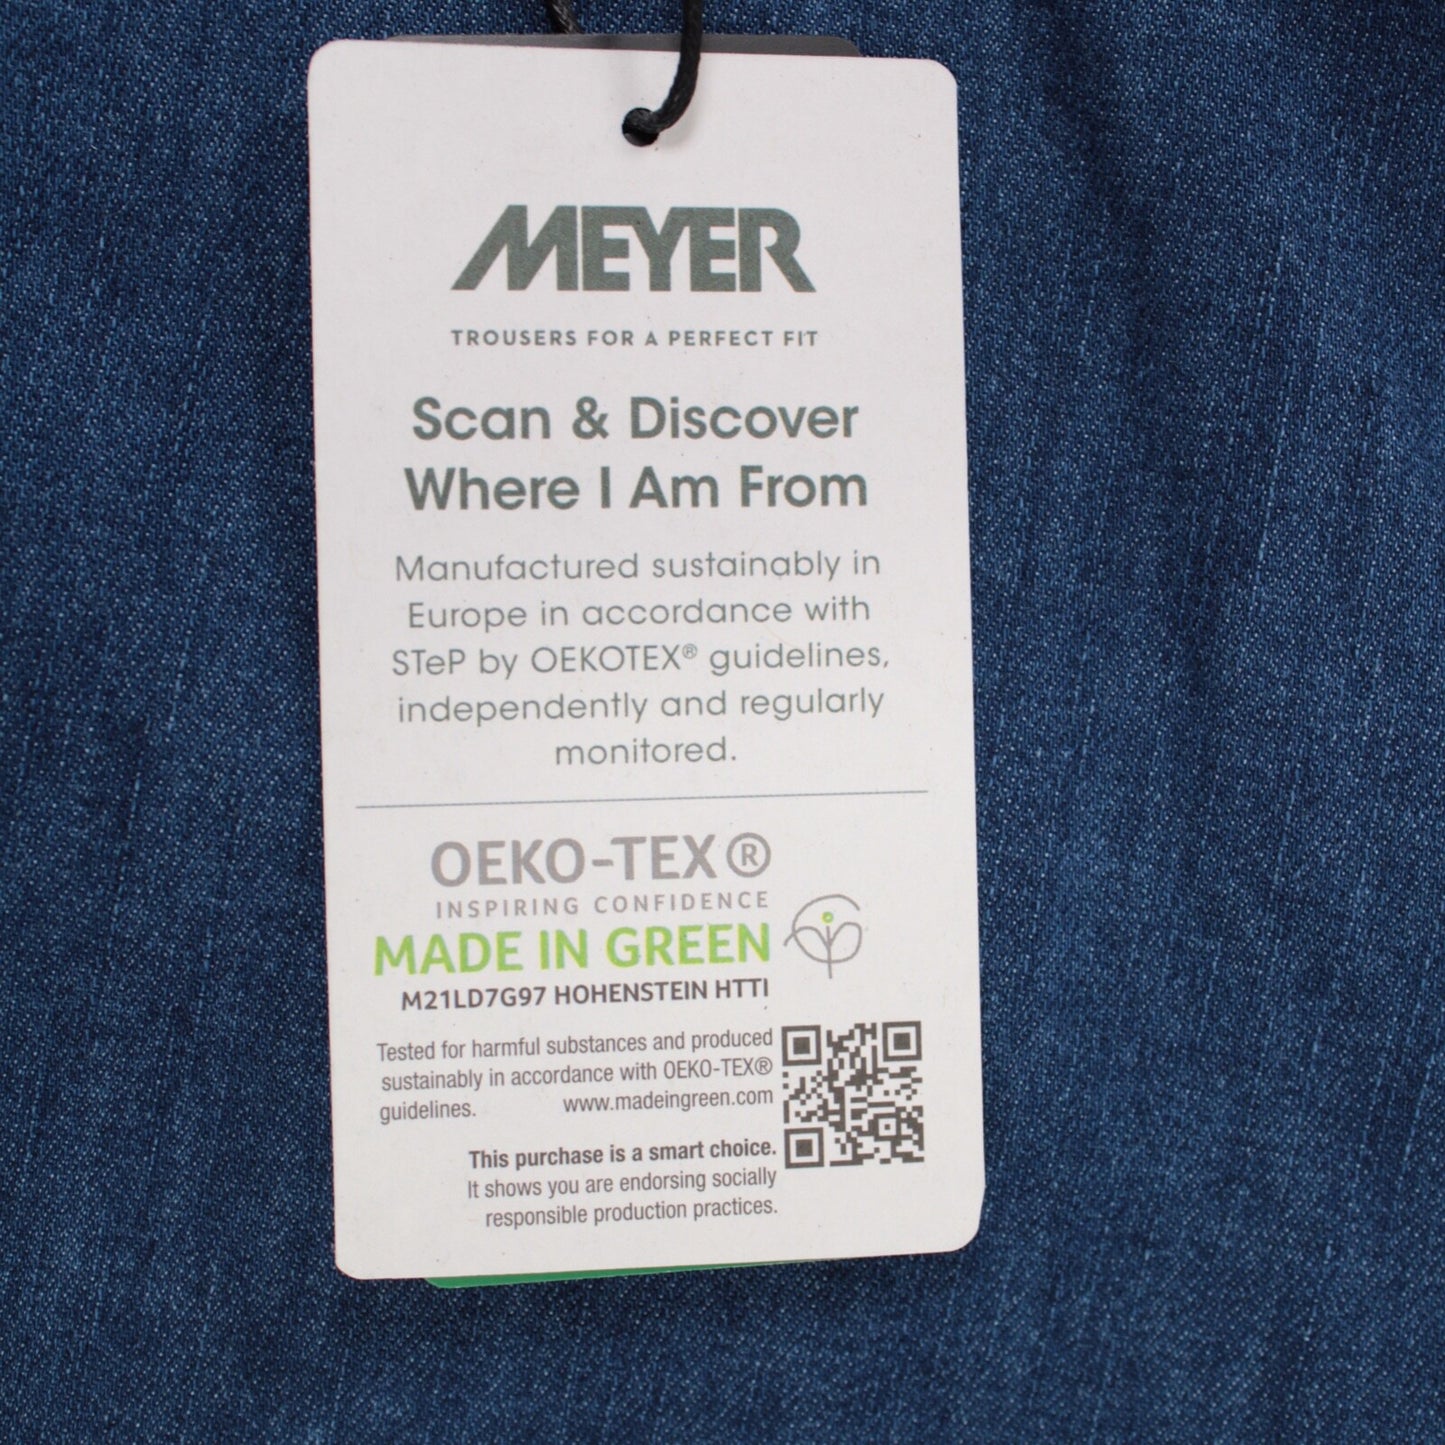 MEYER
TROUSERS FOR A PERFECT FIT
Scan & Discover
Where I Am From
Manufactured sustainably in
Europe in accordance with
STeP by OEKOTEX® guidelines,
independently and regularly
monitored.
OEKO-TEX®
INSPIRING CONFIDENCE
MADE IN GREEN
M21LD7G97 HOHENSTEIN HTTI
Tested for harmful substances and produced
sustainably in accordance with OEKO-TEX®
guidelines. www.madeingreen.com
This purchase is a smart choice.
It shows you are endorsing socially
responsible production practices.